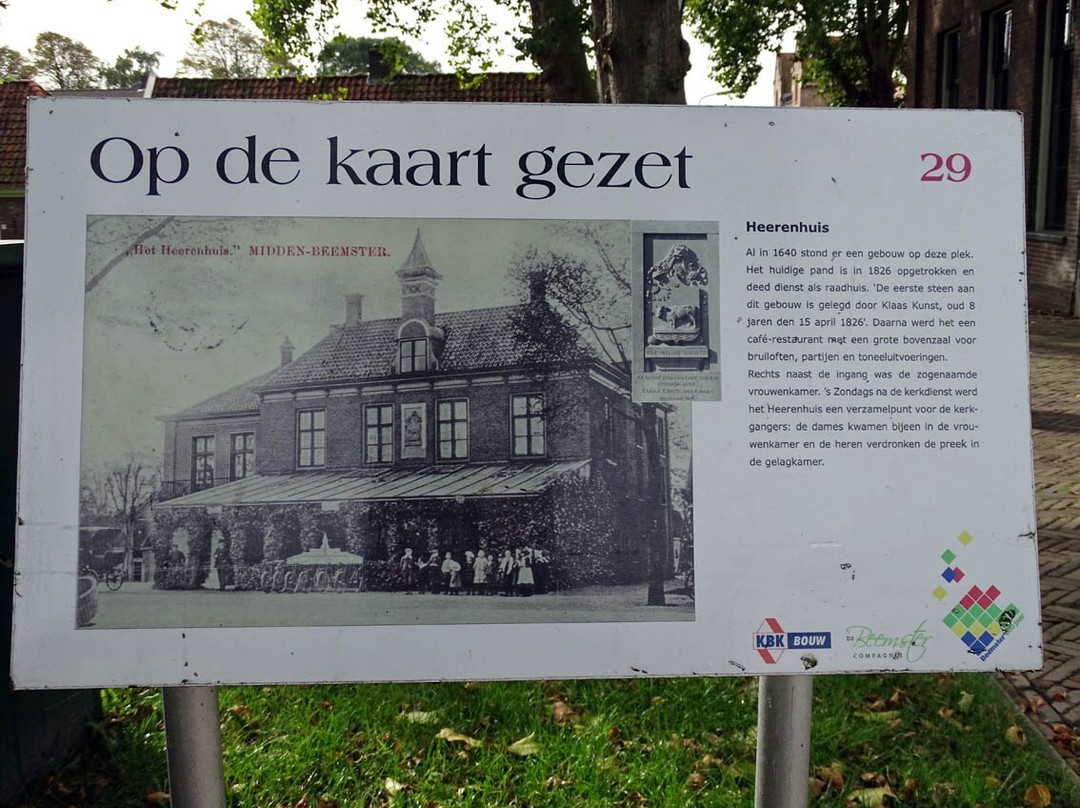 Op de kaart gezet
29
„Het Heerenhuis.” MIDDEN-BEEMSTER.
Heerenhuis
Al in 1640 stond er een gebouw op deze plek.
Het huidige pand is in 1826 opgetrokken en
deed dienst als raadhuis. ‘De eerste steen aan
dit gebouw is gelegd door Klaas Kunst, oud 8
jaren den 15 april 1826’. Daarna werd het een
café-restaurant met een grote bovenzaal voor
bruiloften, partijen en toneeluitvoeringen.
Rechts naast de ingang was de zogenaamde
vrouwenkamer. ’s Zondags na de kerkdienst werd
het Heerenhuis een verzamelpunt voor de kerk-
gangers: de dames kwamen bijeen in de vrou-
wenkamer en de heren verdronken de preek in
de gelagkamer.
KBK BOUW
DE Beemster
COMPAGNIE
Beemster